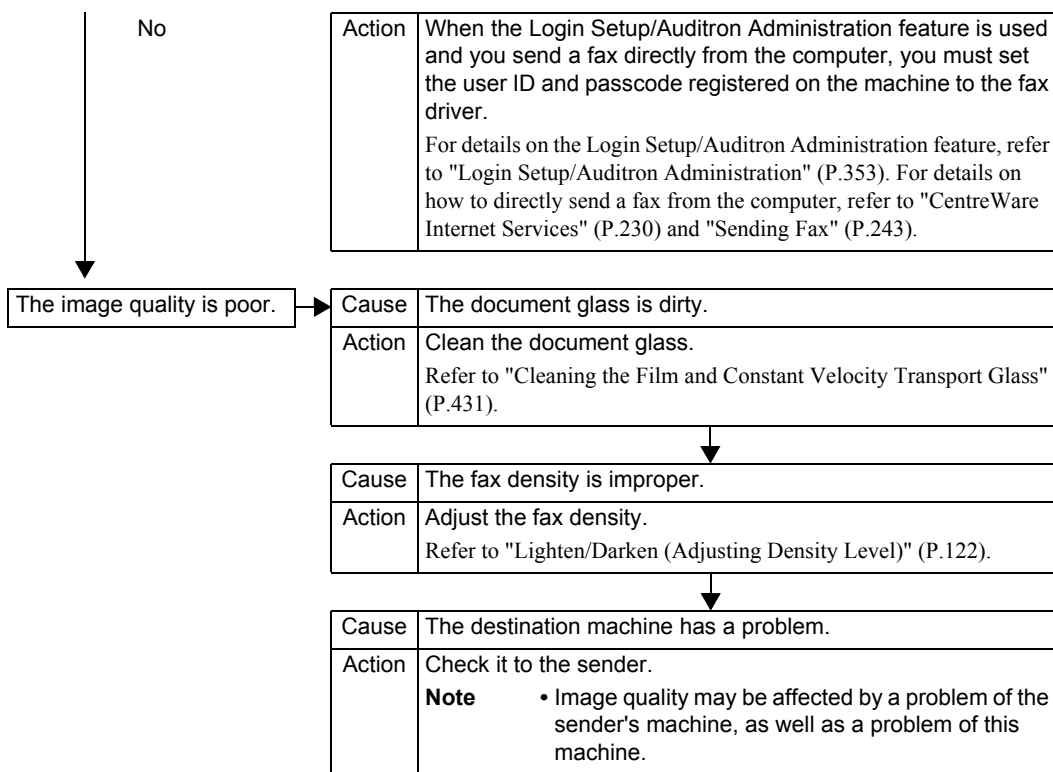 No
Action When the Login Setup/Auditron Administration feature is used
and you send a fax directly from the computer, you must set
the user ID and passcode registered on the machine to the fax
driver.
For details on the Login Setup/Auditron Administration feature, refer
to "Login Setup/Auditron Administration" (P.353). For details on
how to directly send a fax from the computer, refer to "CentreWare
Internet Services" (P.230) and "Sending Fax" (P.243).
The image quality is poor.
Cause The document glass is dirty.
Action Clean the document glass.
Refer to "Cleaning the Film and Constant Velocity Transport Glass"
(P.431).
Cause The fax density is improper.
Action Adjust the fax density.
Refer to "Lighten/Darken (Adjusting Density Level)" (P.122).
Cause The destination machine has a problem.
Action Check it to the sender.
Note • Image quality may be affected by a problem of the
sender's machine, as well as a problem of this
machine.